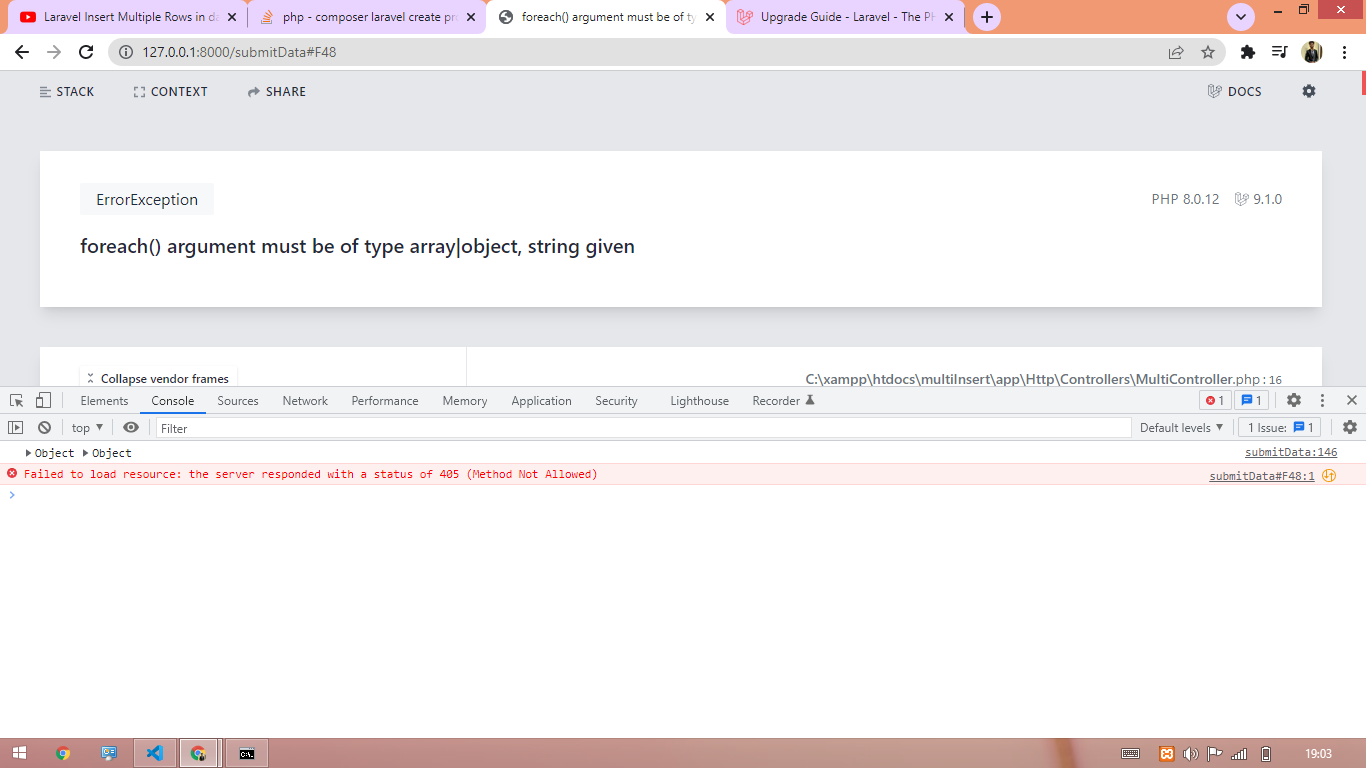 Laravel Insert Multiple Rows in da
php - composer laravel create pro
foreach() argument must be of ty
Upgrade Guide - Laravel - The PH
127.0.0.1:8000/submitData#F48
STACK
CONTEXT
SHARE
DOCS
ErrorException
PHP 8.0.12
9.1.0
foreach() argument must be of type array|object, string given
Collapse vendor frames
C:\xampp\htdocs\multiInsert\app\Http\Controllers\MultiController.php : 16
Elements
Console
Sources
Network
Performance
Memory
Application
Security
Lighthouse
Recorder
1
1
top
Filter
Default levels
1 Issue:
1
Object
Object
submitData:146
Failed to load resource: the server responded with a status of 405 (Method Not Allowed)
submitData#F48:1
19:03